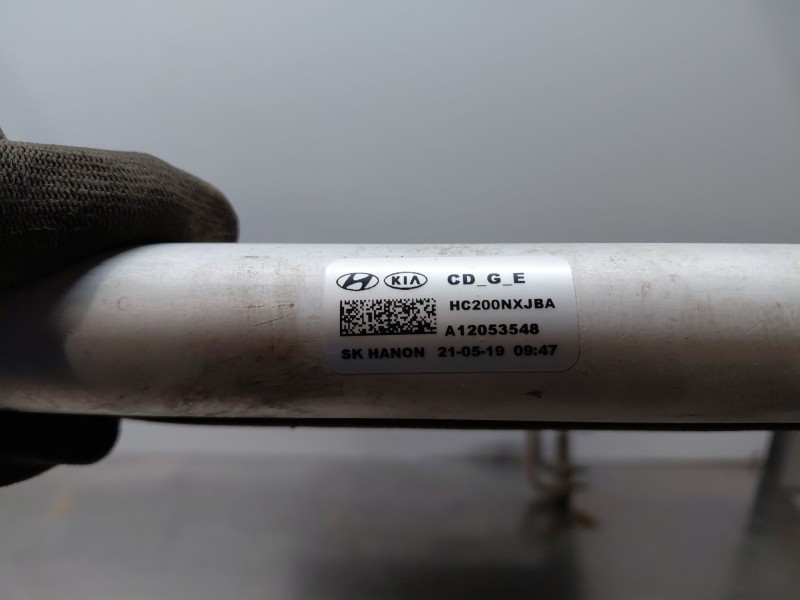 KIA CD_G_E
HC200NXJBA
A12053548
SK HANON 21-05-19 09:47